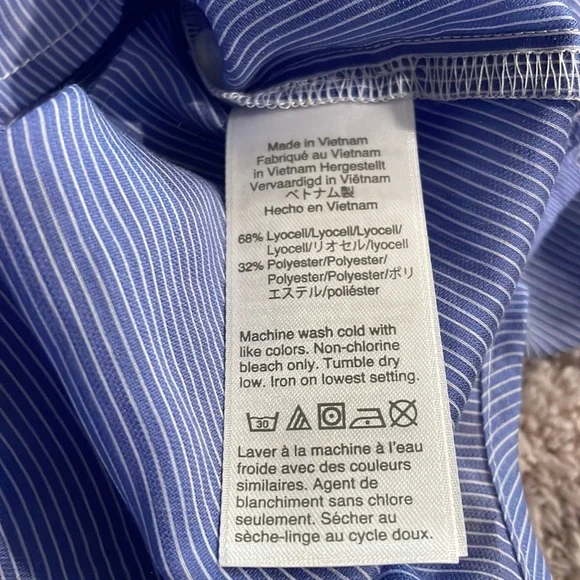 Made in Vietnam
Fabriqué au Vietnam
in Vietnam Hergestellt
Vervaardigd in Viêtnam
ベトナム製
Hecho en Vietnam
68% Lyocell/Lyocell/Lyocell/
Lyocell/リオセル/lyocell
32% Polyester/Polyester/
Polyester/Polyester/ポリ
エステル/poliéster
Machine wash cold with
like colors. Non-chlorine
bleach only. Tumble dry
low. Iron on lowest setting.
30
Laver à la machine à l'eau
froide avec des couleurs
similaires. Agent de
blanchiment sans chlore
seulement. Sécher au
sèche-linge au cycle doux.